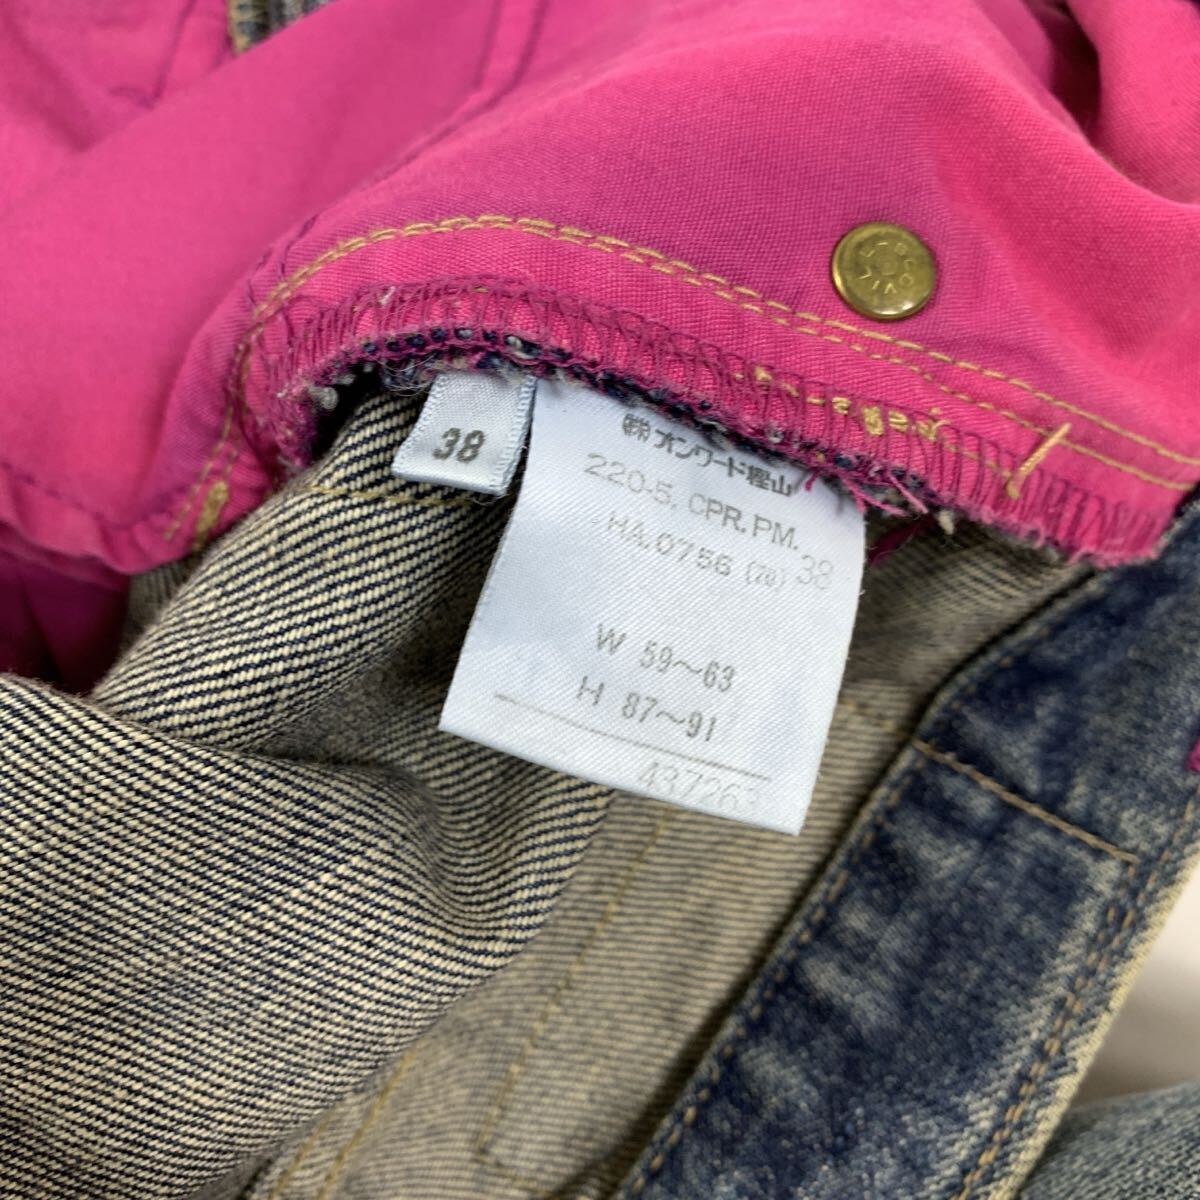 38
㈱オンワード樫山
220-5, CPR. PM.
HA. 0756 (70) 38
W 59～63
H 87～91
437263